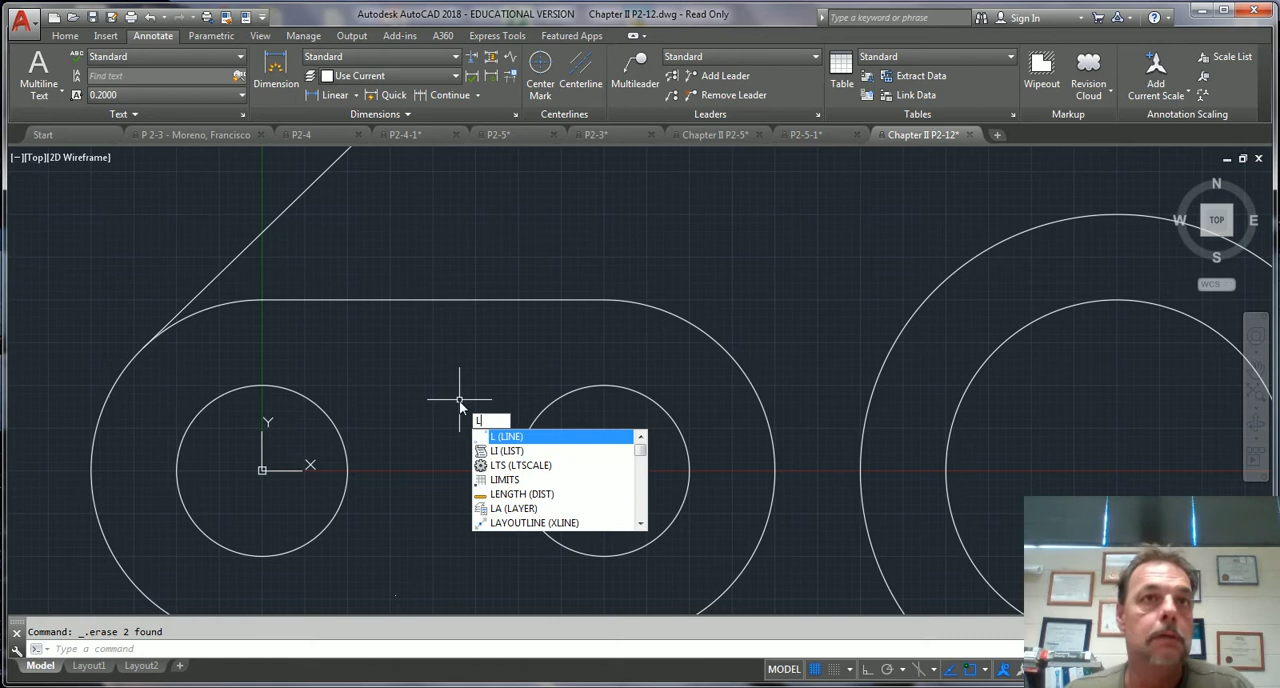 Autodesk AutoCAD 2018 - EDUCATIONAL VERSION Chapter II P2-12.dwg - Read Only
Type a keyword or phrase
Sign In
Home Insert Annotate Parametric View Manage Output Add-ins A360 Express Tools Featured Apps
Multiline
Text
Standard
Find text
0.2000
Text
Dimension
Standard
Use Current
Linear Quick Continue
Dimensions
Center
Mark
Centerline
Centerlines
Multileader
Standard
Add Leader
Remove Leader
Leaders
Table
Standard
Extract Data
Link Data
Tables
Wipeout
Revision
Cloud
Markup
Add
Current Scale
Scale List
Annotation Scaling
Start P 2-3 - Moreno, Francisco P2-4 P2-4-1* P2-5* P2-3* Chapter II P2-5* P2-5-1* Chapter II P2-12*
[−][Top][2D Wireframe]
N
W TOP E
S
WCS
L
L (LINE)
LI (LIST)
LTS (LTSCALE)
LIMITS
LENGTH (DIST)
LA (LAYER)
LAYOUTLINE (XLINE)
Y
X
Command: _.erase 2 found
Type a command
Model Layout1 Layout2
MODEL